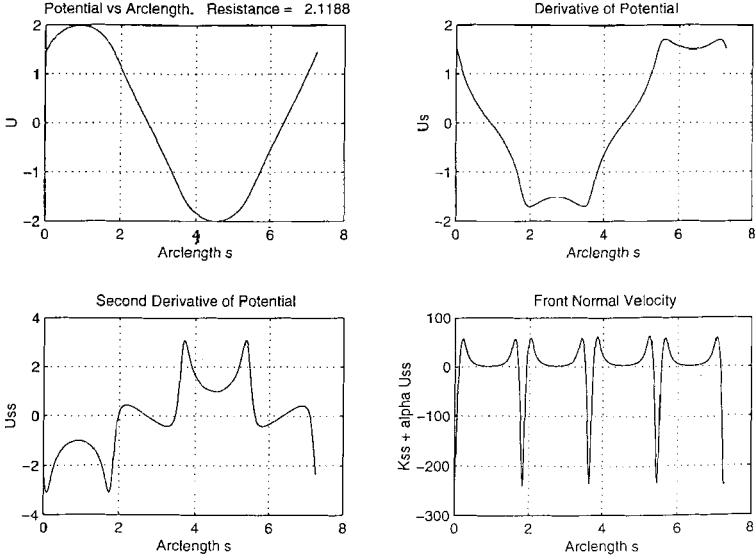 Potential vs Arclength. Resistance = 2.1188
2
1
0
−1
−2
U
0 2 4 6 8
Arclength s
Derivative of Potential
2
1
0
−1
−2
Us
0 2 4 6 8
Arclength s
Second Derivative of Potential
4
2
0
−2
−4
Uss
0 2 4 6 8
Arclength s
Front Normal Velocity
100
0
−100
−200
−300
Kss + alpha Uss
0 2 4 6 8
Arclength s